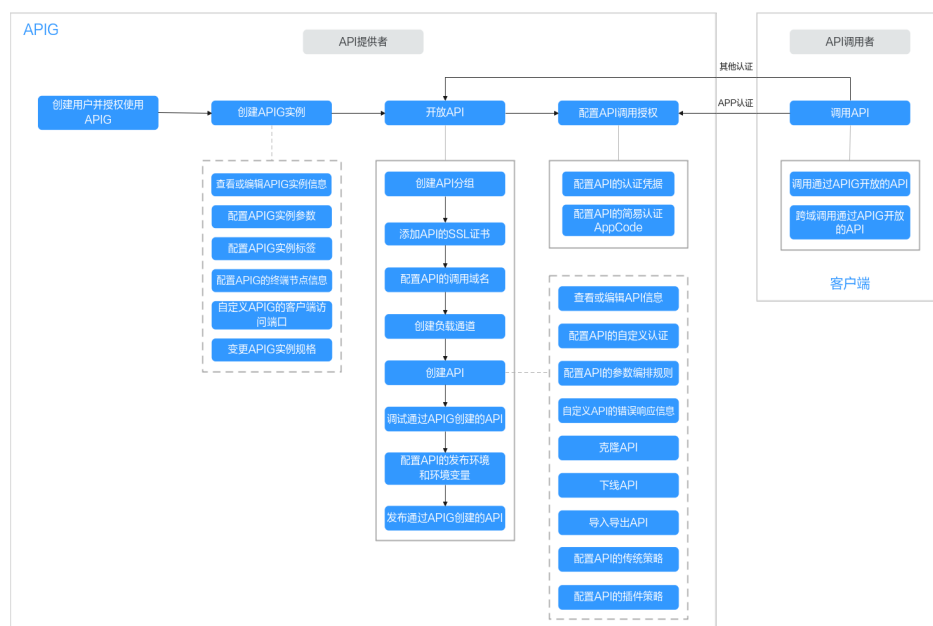 APIG
API提供者
API调用者
其他认证
APP认证
创建用户并授权使用
APIG
创建APIG实例
开放API
配置API调用授权
调用API
查看或编辑APIG实例信息
配置APIG实例参数
配置APIG实例标签
配置APIG的终端节点信息
自定义APIG的客户端访
问端口
变更APIG实例规格
创建API分组
添加API的SSL证书
配置API的调用域名
创建负载通道
创建API
调试通过APIG创建的API
配置API的发布环境
和环境变量
发布通过APIG创建的API
配置API的认证凭据
配置API的简易认证
AppCode
查看或编辑API信息
配置API的自定义认证
配置API的参数编排规则
自定义API的错误响应信息
克隆API
下线API
导入导出API
配置API的传统策略
配置API的插件策略
调用通过APIG开放的API
跨域调用通过APIG开放
的API
客户端